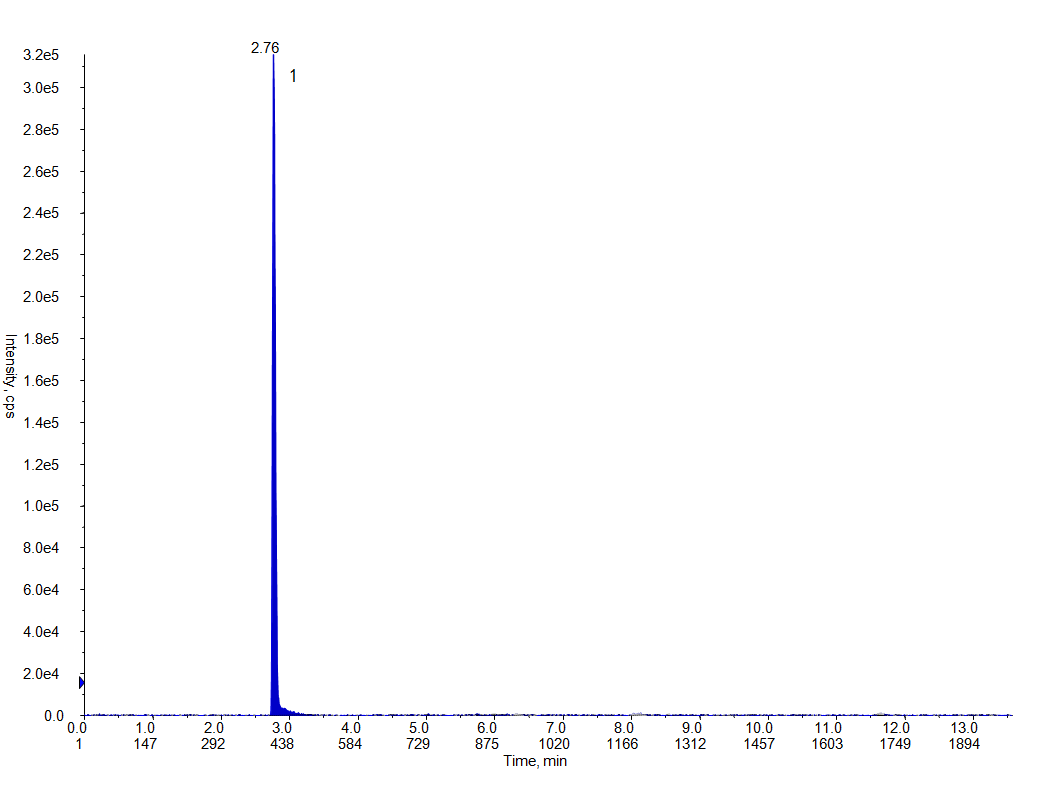 2.76
1
3.2e5
3.0e5
2.8e5
2.6e5
2.4e5
2.2e5
2.0e5
1.8e5
1.6e5
1.4e5
1.2e5
1.0e5
8.0e4
6.0e4
4.0e4
2.0e4
0.0
Intensity, cps
0.0 1.0 2.0 3.0 4.0 5.0 6.0 7.0 8.0 9.0 10.0 11.0 12.0 13.0
1 147 292 438 584 729 875 1020 1166 1312 1457 1603 1749 1894
Time, min